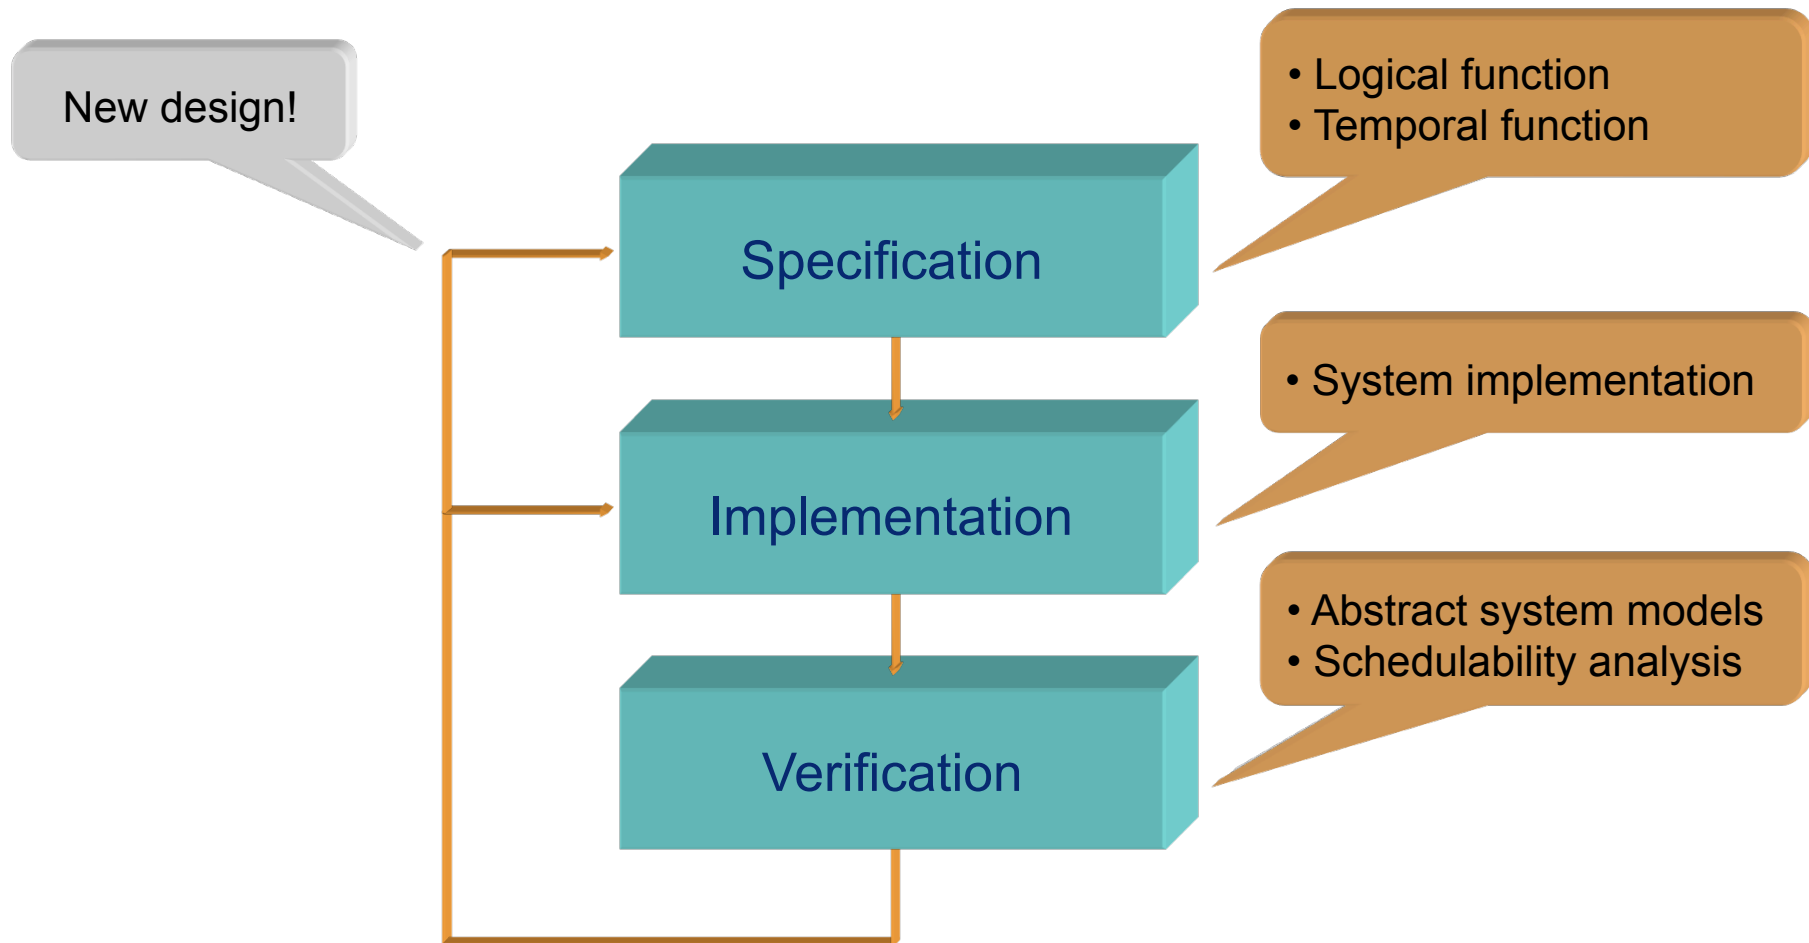 New design!
• Logical function
• Temporal function
Specification
• System implementation
Implementation
• Abstract system models
• Schedulability analysis
Verification